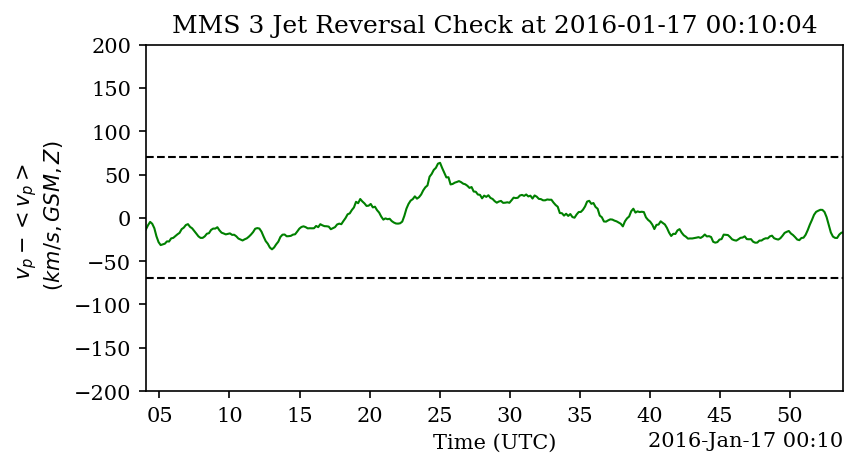 MMS 3 Jet Reversal Check at 2016-01-17 00:10:04
200
150
100
50
0
−50
−100
−150
−200
v_p − < v_p >
(km/s, GSM, Z)
05 10 15 20 25 30 35 40 45 50
Time (UTC)
2016-Jan-17 00:10